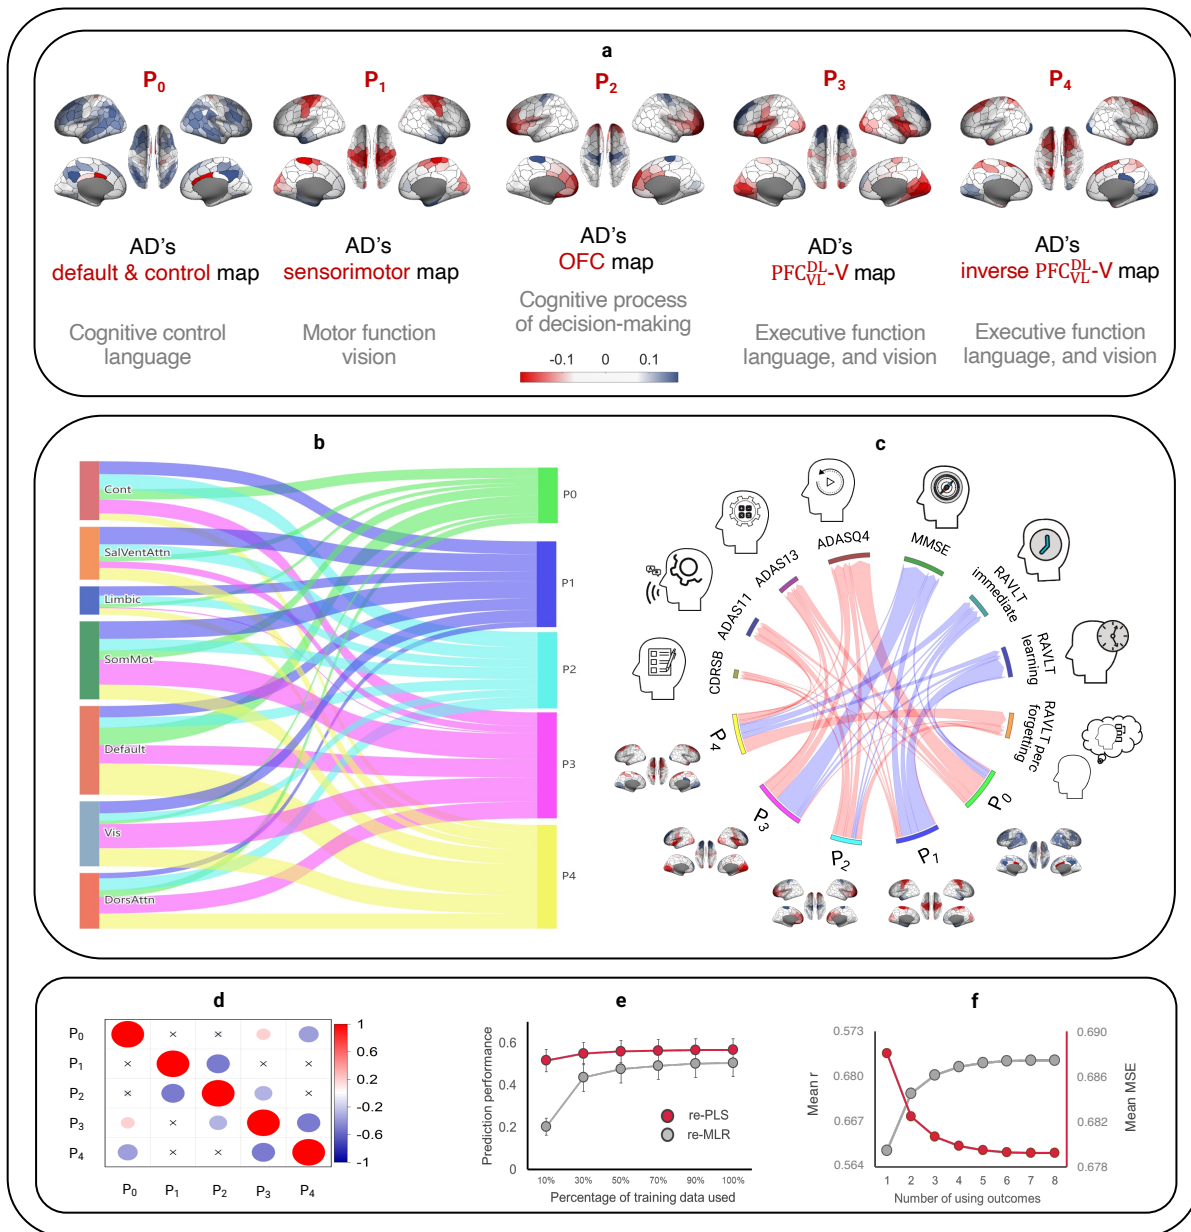 a
P0 P1 P2 P3 P4
AD's
default & control map
Cognitive control
language
AD's
sensorimotor map
Motor function
vision
AD's
OFC map
Cognitive process
of decision-making
-0.1 0 0.1
AD's
PFC^DL_VL-V map
Executive function
language, and vision
AD's
inverse PFC^DL_VL-V map
Executive function
language, and vision
b
Cont
SalVentAttn
Limbic
SomMot
Default
Vis
DorsAttn
P0
P1
P2
P3
P4
c
CDRSB
ADAS11
ADAS13
ADASQ4
MMSE
RAVLT
immediate
RAVLT
learning
RAVLT perc
forgetting
P0
P1
P2
P3
P4
d
P0
P1
P2
P3
P4
P0 P1 P2 P3 P4
1
0.6
0.2
-0.2
-0.6
-1
e
Prediction performance
0.6
0.4
0.2
0
re-PLS
re-MLR
10% 30% 50% 70% 90% 100%
Percentage of training data used
f
Mean r
0.573
0.680
0.667
0.564
0.690
0.686
0.682
0.678
Mean MSE
1 2 3 4 5 6 7 8
Number of using outcomes